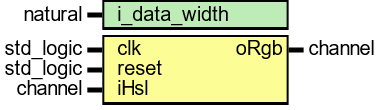 natural i_data_width
std_logic clk oRgb channel
std_logic reset
channel iHsl